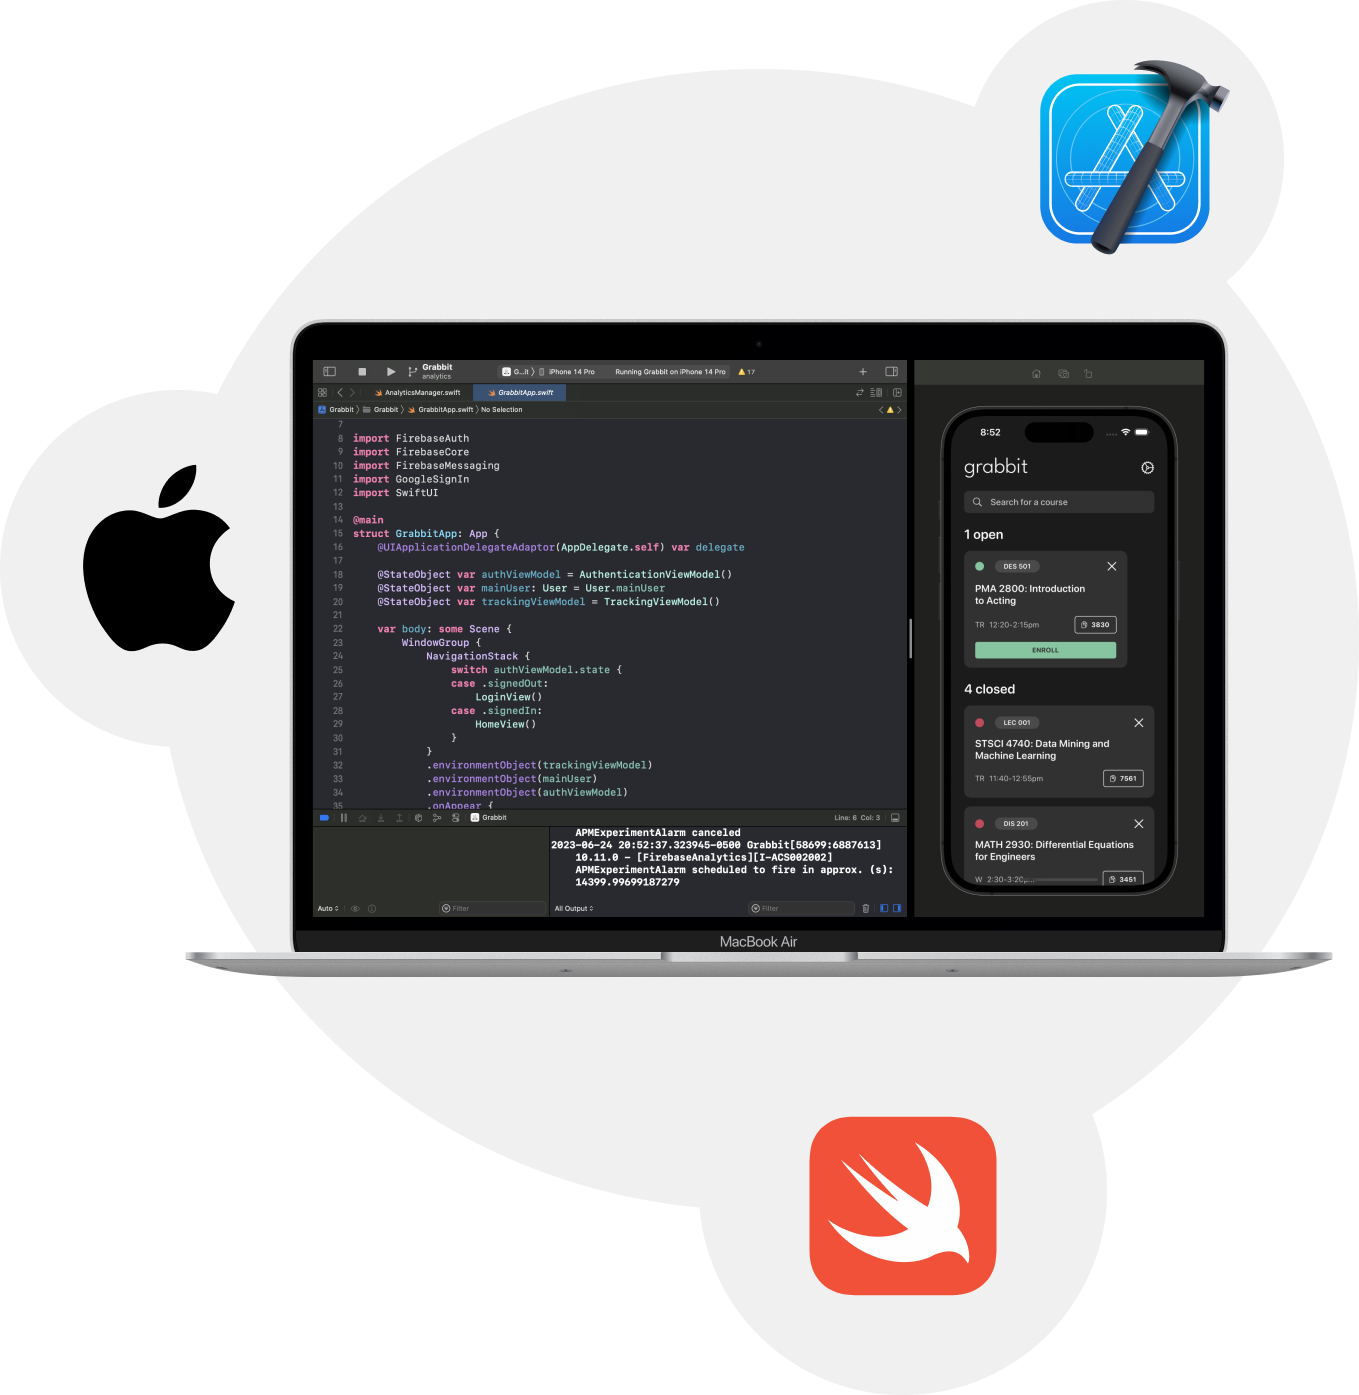 Grabbit
analytics
G...it
iPhone 14 Pro
Running Grabbit on iPhone 14 Pro
17
AnalyticsManager.swift
GrabbitApp.swift
Grabbit
Grabbit
GrabbitApp.swift
No Selection
7
8 import FirebaseAuth
9 import FirebaseCore
10 import FirebaseMessaging
11 import GoogleSignIn
12 import SwiftUI
13
14 @main
15 struct GrabbitApp: App {
16 @UIApplicationDelegateAdaptor(AppDelegate.self) var delegate
17
18 @StateObject var authViewModel = AuthenticationViewModel()
19 @StateObject var mainUser: User = User.mainUser
20 @StateObject var trackingViewModel = TrackingViewModel()
21
22 var body: some Scene {
23 WindowGroup {
24 NavigationStack {
25 switch authViewModel.state {
26 case .signedOut:
27 LoginView()
28 case .signedIn:
29 HomeView()
30 }
31 }
32 .environmentObject(trackingViewModel)
33 .environmentObject(mainUser)
34 .environmentObject(authViewModel)
35 .onAppear {
Grabbit
Line: 6 Col: 3
APMExperimentAlarm canceled
2023-06-24 20:52:37.323945-0500 Grabbit[58699:6887613]
10.11.0 - [FirebaseAnalytics][I-ACS002002]
APMExperimentAlarm scheduled to fire in approx. (s):
14399.99699187279
Auto
Filter
All Output
Filter
8:52
grabbit
Search for a course
1 open
DES 501
PMA 2800: Introduction
to Acting
TR 12:20-2:15pm
3830
ENROLL
4 closed
LEC 001
STSCI 4740: Data Mining and
Machine Learning
TR 11:40-12:55pm
7561
DIS 201
MATH 2930: Differential Equations
for Engineers
W 2:30-3:20pm
3451
MacBook Air